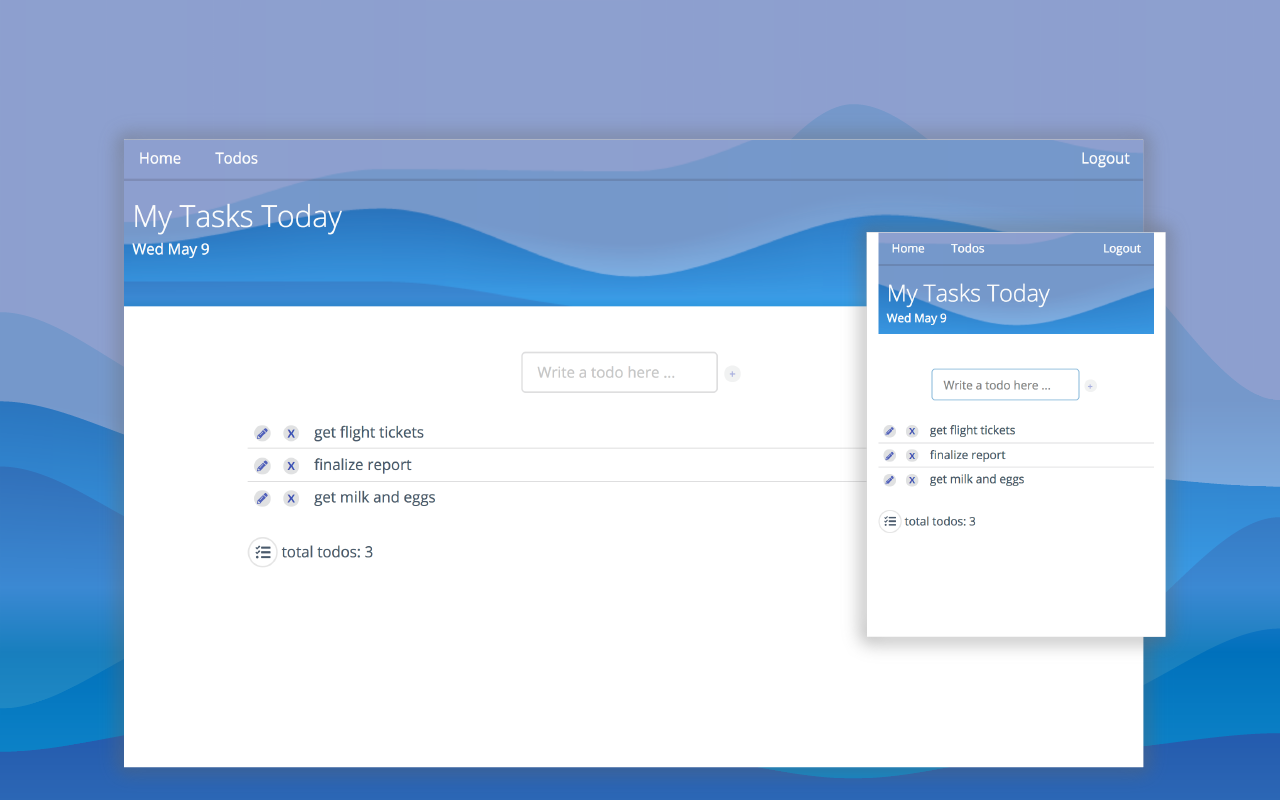 Home Todos Logout
My Tasks Today
Wed May 9
Write a todo here ... +
X get flight tickets
X finalize report
X get milk and eggs
total todos: 3
Home Todos Logout
My Tasks Today
Wed May 9
Write a todo here ... +
X get flight tickets
X finalize report
X get milk and eggs
total todos: 3